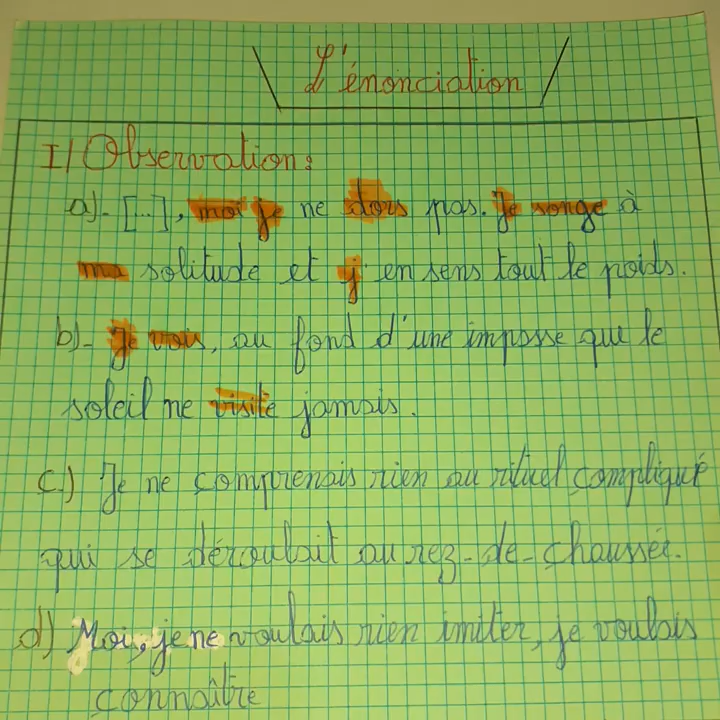 L'énonciation
I/ Observation:
a)- [...], moi je ne dors pas. Je songe à
ma solitude et j'en sens tout le poids.
b)- Je vois, au fond d'une impasse que le
soleil ne visite jamais.
c.) Je ne comprenais rien au rituel compliqué
qui se déroulait au rez-de-chaussée.
d) Moi, je ne voulais rien imiter, je voulais
connaître